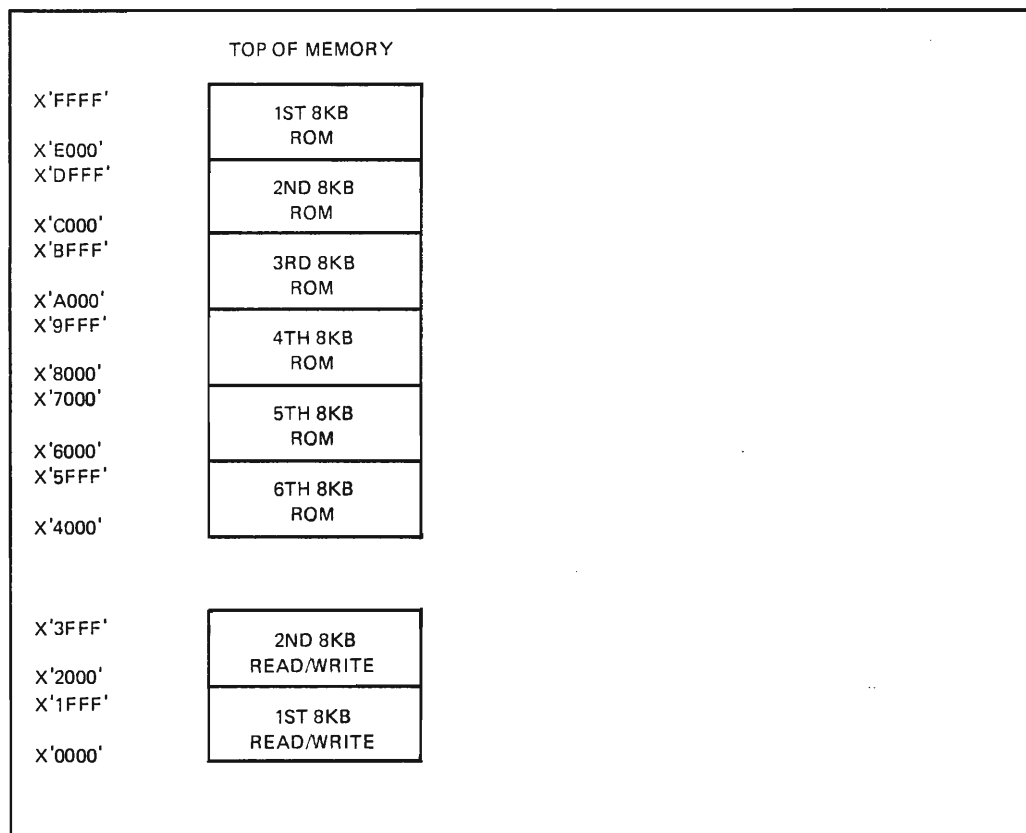 TOP OF MEMORY
X'FFFF'
1ST 8KB
ROM
X'E000'
X'DFFF'
2ND 8KB
ROM
X'C000'
X'BFFF'
3RD 8KB
ROM
X'A000'
X'9FFF'
4TH 8KB
ROM
X'8000'
X'7000'
5TH 8KB
ROM
X'6000'
X'5FFF'
6TH 8KB
ROM
X'4000'
X'3FFF'
2ND 8KB
READ/WRITE
X'2000'
X'1FFF'
1ST 8KB
READ/WRITE
X'0000'